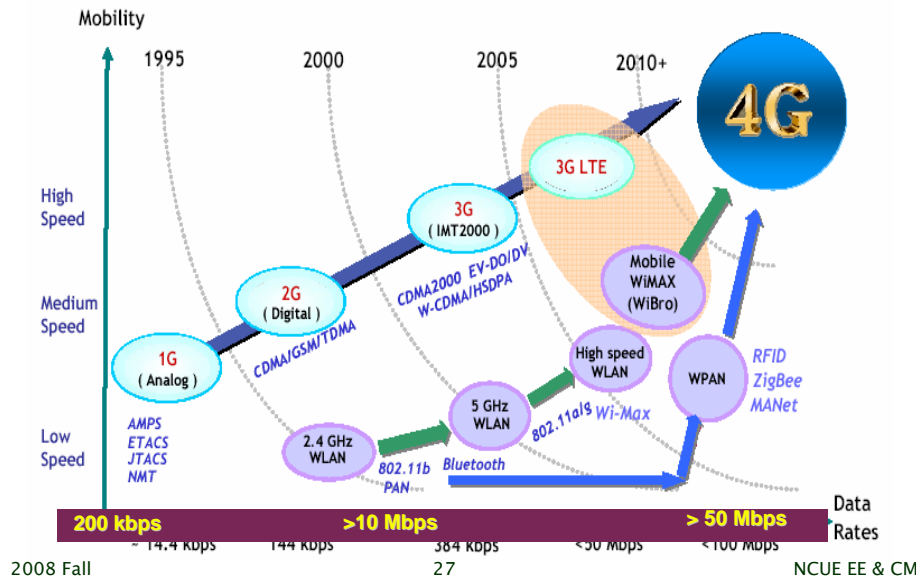 Mobility
1995
2000
2005
2010+
4G
3G LTE
High
Speed
3G
( IMT2000 )
CDMA2000 EV-DO/DV
W-CDMA/HSDPA
Mobile
WiMAX
(WiBro)
Medium
Speed
2G
( Digital )
CDMA/GSM/TDMA
1G
( Analog )
High speed
WLAN
WPAN
RFID
ZigBee
MANet
AMPS
ETACS
JTACS
NMT
Low
Speed
2.4 GHz
WLAN
5 GHz
WLAN
802.11a/g
Wi-Max
802.11b
PAN
Bluetooth
Data
Rates
200 kbps
>10 Mbps
> 50 Mbps
~ 14.4 kbps
144 kbps
384 kbps
<50 Mbps
<100 Mbps
2008 Fall
27
NCUE EE & CM